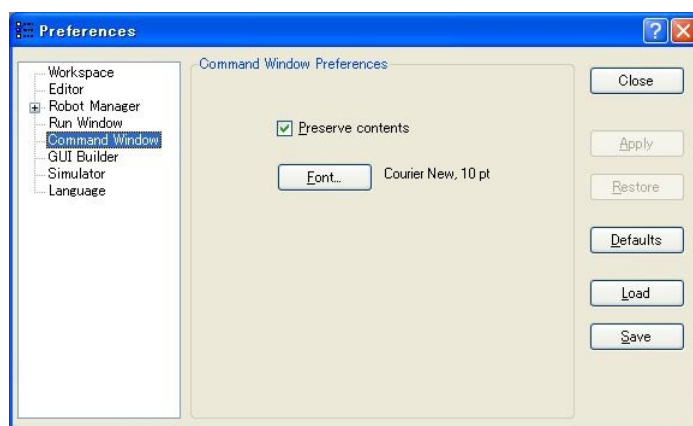 Preferences
Workspace
Editor
Robot Manager
Run Window
Command Window
GUI Builder
Simulator
Language
Command Window Preferences
Preserve contents
Font...
Courier New, 10 pt
Close
Apply
Restore
Defaults
Load
Save